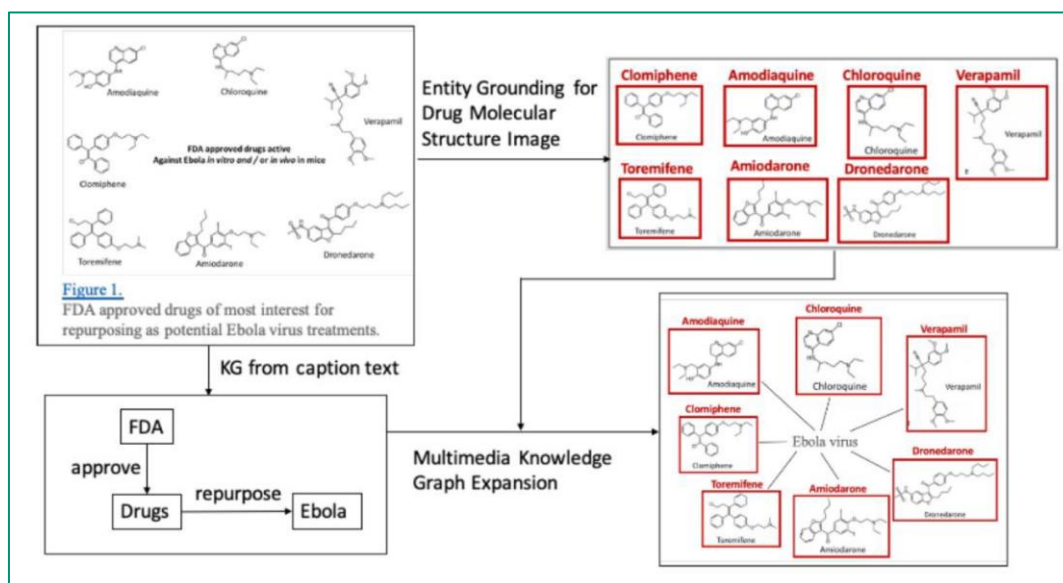 Amodiaquine
Chloroquine
Verapamil
Clomiphene
FDA approved drugs active
Against Ebola in vitro and / or in vivo in mice
Toremifene
Amiodarone
Dronedarone
Figure 1.
FDA approved drugs of most interest for
repurposing as potential Ebola virus treatments.
Entity Grounding for
Drug Molecular
Structure Image
Clomiphene
Amodiaquine
Chloroquine
Verapamil
Clomiphene
Amodiaquine
Chloroquine
Verapamil
Toremifene
Amiodarone
Dronedarone
Toremifene
Amiodarone
Dronedarone
KG from caption text
FDA
approve
Drugs
repurpose
Ebola
Multimedia Knowledge
Graph Expansion
Amodiaquine
Amodiaquine
Chloroquine
Chloroquine
Verapamil
Verapamil
Clomiphene
Clomiphene
Ebola virus
Dronedarone
Dronedarone
Toremifene
Toremifene
Amiodarone
Amiodarone